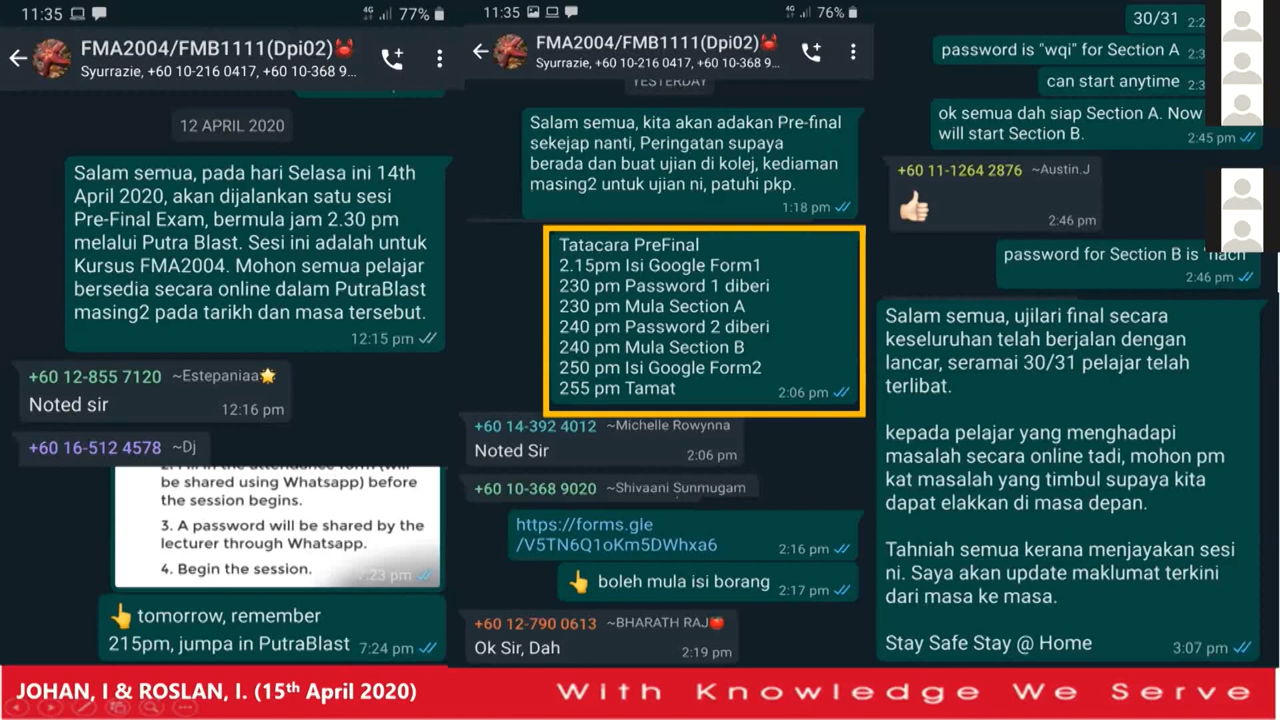 11:35
4G
77%
FMA2004/FMB1111(Dpi02)🦀
Syurrazie, +60 10-216 0417, +60 10-368 9...
12 APRIL 2020
Salam semua, pada hari Selasa ini 14th
April 2020, akan dijalankan satu sesi
Pre-Final Exam, bermula jam 2.30 pm
melalui Putra Blast. Sesi ini adalah untuk
Kursus FMA2004. Mohon semua pelajar
bersedia secara online dalam PutraBlast
masing2 pada tarikh dan masa tersebut.
12:15 pm
+60 12-855 7120 ~Estepaniaa🌟
Noted sir
12:16 pm
+60 16-512 4578 ~Dj
2. Fill in the attendance form (will
be shared using Whatsapp) before
the session begins.
3. A password will be shared by the
lecturer through Whatsapp.
4. Begin the session.
7:23 pm
👆 tomorrow, remember
215pm, jumpa in PutraBlast
7:24 pm
11:35
4G
76%
FMA2004/FMB1111(Dpi02)🦀
Syurrazie, +60 10-216 0417, +60 10-368 9...
YESTERDAY
Salam semua, kita akan adakan Pre-final
sekejap nanti, Peringatan supaya
berada dan buat ujian di kolej, kediaman
masing2 untuk ujian ni, patuhi pkp.
1:18 pm
Tatacara PreFinal
2.15pm Isi Google Form1
230 pm Password 1 diberi
230 pm Mula Section A
240 pm Password 2 diberi
240 pm Mula Section B
250 pm Isi Google Form2
255 pm Tamat
2:06 pm
+60 14-392 4012 ~Michelle Rowynna
Noted Sir
2:06 pm
+60 10-368 9020 ~Shivaani Sunmugam
https://forms.gle
/V5TN6Q1oKm5DWhxa6
2:16 pm
👆 boleh mula isi borang
2:17 pm
+60 12-790 0613 ~BHARATH RAJ🍅
Ok Sir, Dah
2:19 pm
30/31
password is "wqi" for Section A
can start anytime
ok semua dah siap Section A. Now
will start Section B.
2:45 pm
+60 11-1264 2876 ~Austin.J
👍🏻
2:46 pm
password for Section B is "nach
2:46 pm
Salam semua, ujilari final secara
keseluruhan telah berjalan dengan
lancar, seramai 30/31 pelajar telah
terlibat.
kepada pelajar yang menghadapi
masalah secara online tadi, mohon pm
kat masalah yang timbul supaya kita
dapat elakkan di masa depan.
Tahniah semua kerana menjayakan sesi
ni. Saya akan update maklumat terkini
dari masa ke masa.
Stay Safe Stay @ Home
3:07 pm
JOHAN, I & ROSLAN, I. (15th April 2020)
With Knowledge We Serve